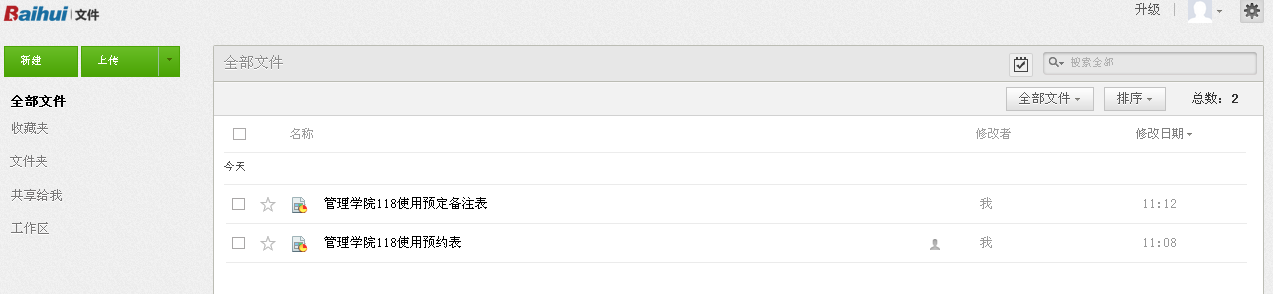 Baihui 文件
升级
新建
上传
全部文件
收藏夹
文件夹
共享给我
工作区
全部文件
搜索全部
全部文件
排序
总数: 2
名称
修改者
修改日期
今天
管理学院118使用预定备注表
我
11:12
管理学院118使用预约表
我
11:08